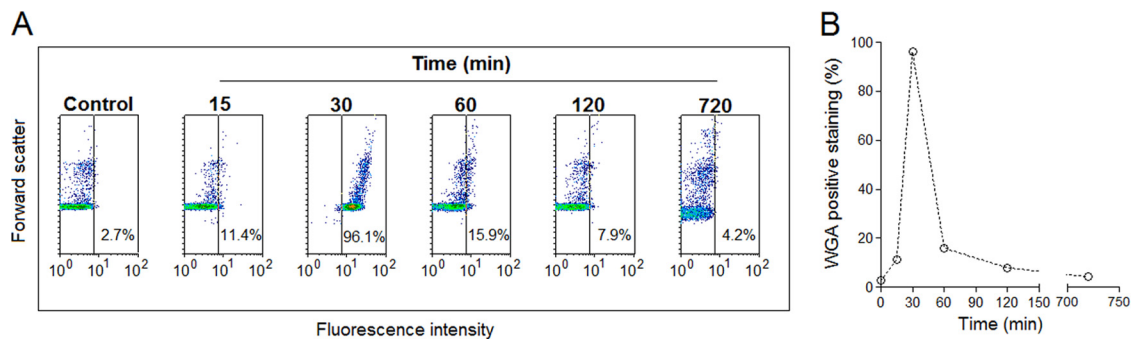 A
Time (min)
Control 15 30 60 120 720
Forward scatter
2.7% 11.4% 96.1% 15.9% 7.9% 4.2%
10^0 10^1 10^2 10^0 10^1 10^2 10^0 10^1 10^2 10^0 10^1 10^2 10^0 10^1 10^2 10^0 10^1 10^2
Fluorescence intensity
B
WGA positive staining (%)
100
80
60
40
20
0
0 30 60 90 120 150 700 750
Time (min)